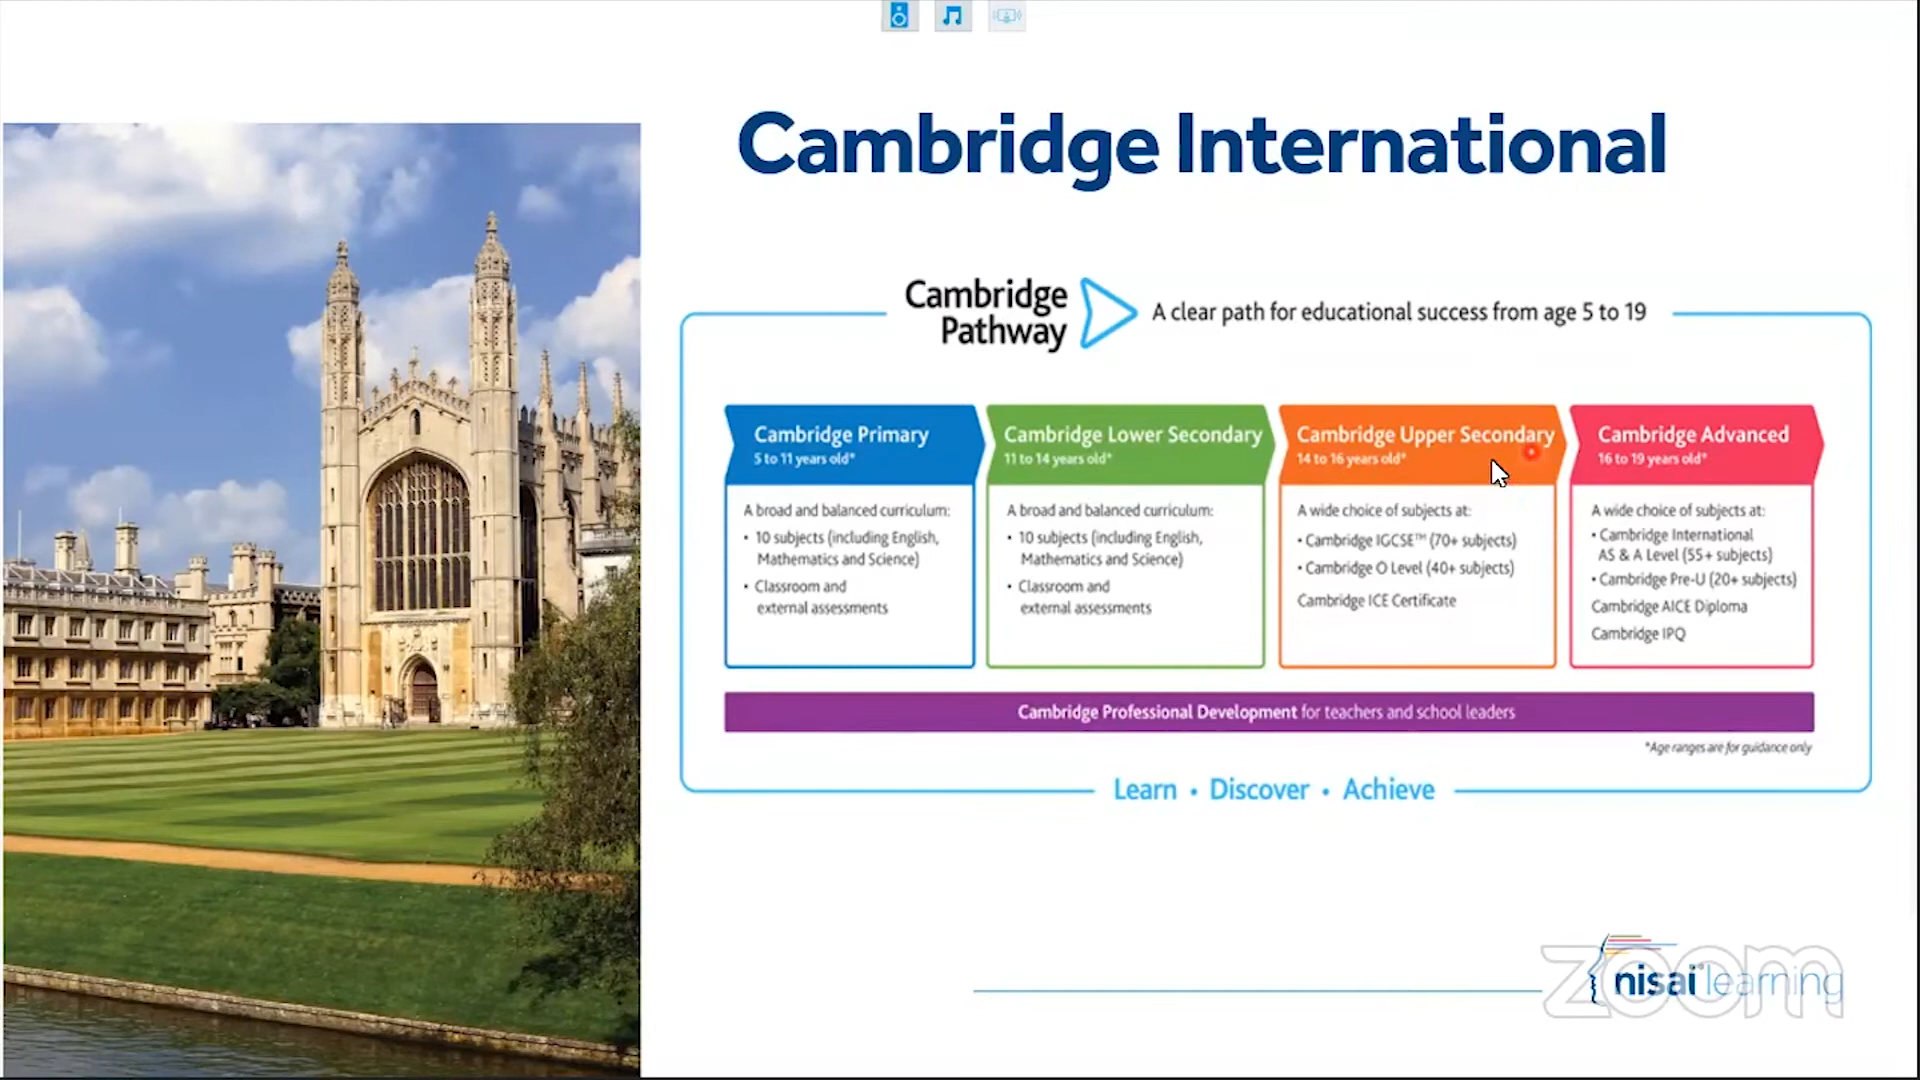 Cambridge International
Cambridge
Pathway
A clear path for educational success from age 5 to 19
Cambridge Primary
5 to 11 years old*
A broad and balanced curriculum:
• 10 subjects (including English,
Mathematics and Science)
• Classroom and
external assessments
Cambridge Lower Secondary
11 to 14 years old*
A broad and balanced curriculum:
• 10 subjects (including English,
Mathematics and Science)
• Classroom and
external assessments
Cambridge Upper Secondary
14 to 16 years old*
A wide choice of subjects at:
• Cambridge IGCSE™ (70+ subjects)
• Cambridge O Level (40+ subjects)
Cambridge ICE Certificate
Cambridge Advanced
16 to 19 years old*
A wide choice of subjects at:
• Cambridge International
AS & A Level (55+ subjects)
• Cambridge Pre-U (20+ subjects)
Cambridge AICE Diploma
Cambridge IPQ
Cambridge Professional Development for teachers and school leaders
*Age ranges are for guidance only
Learn • Discover • Achieve
nisai learning
zoom